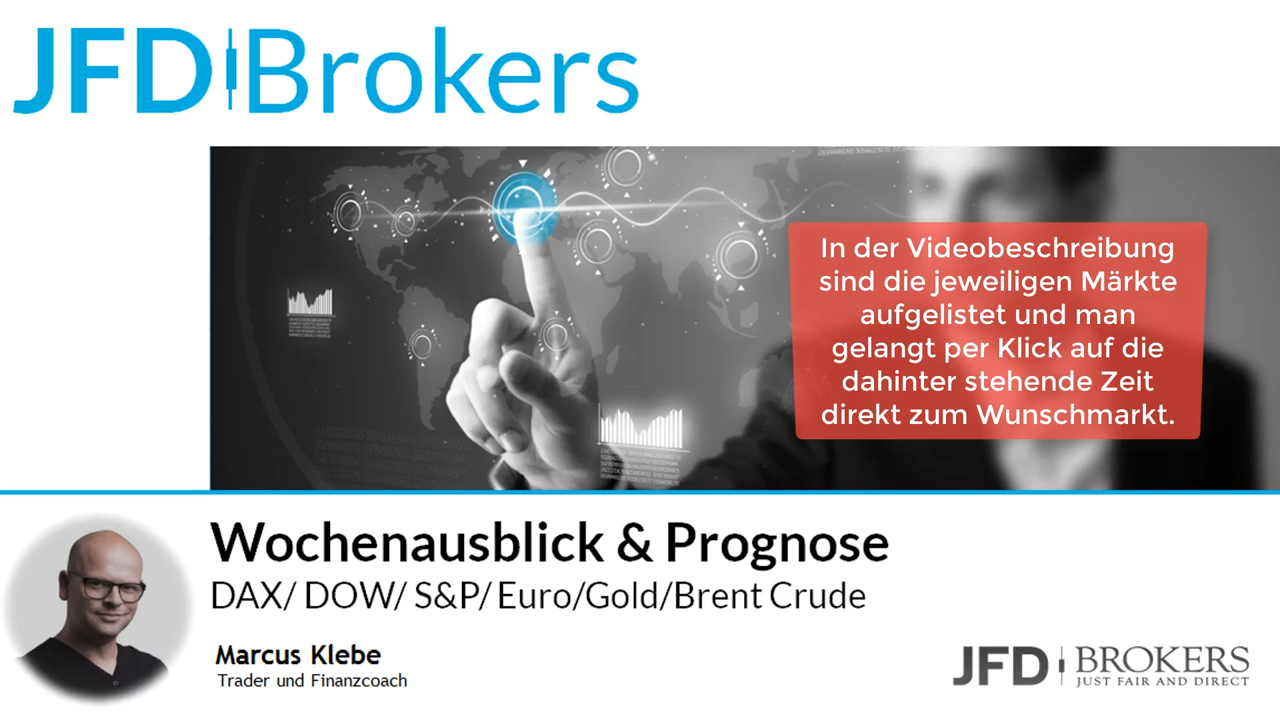 JFD Brokers
In der Videobeschreibung
sind die jeweiligen Märkte
aufgelistet und man
gelangt per Klick auf die
dahinter stehende Zeit
direkt zum Wunschmarkt.
Wochenausblick & Prognose
DAX/ DOW/ S&P/ Euro/Gold/Brent Crude
Marcus Klebe
Trader und Finanzcoach
JFD BROKERS
JUST FAIR AND DIRECT